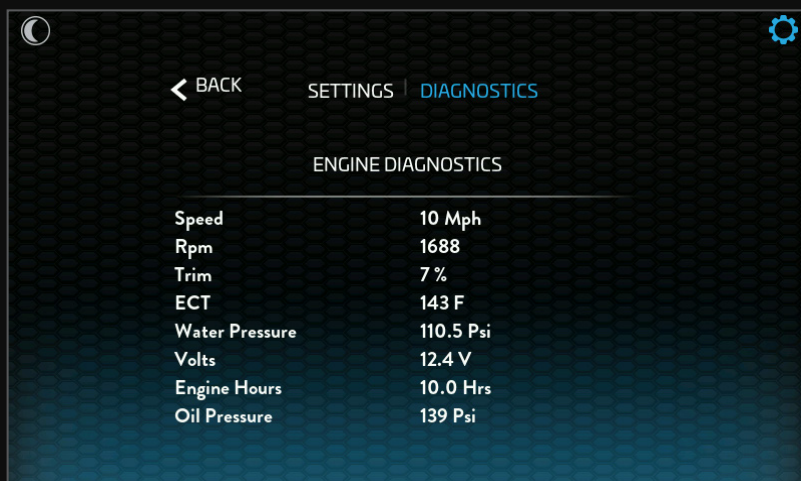 BACK
SETTINGS | DIAGNOSTICS
ENGINE DIAGNOSTICS
Speed 10 Mph
Rpm 1688
Trim 7 %
ECT 143 F
Water Pressure 110.5 Psi
Volts 12.4 V
Engine Hours 10.0 Hrs
Oil Pressure 139 Psi